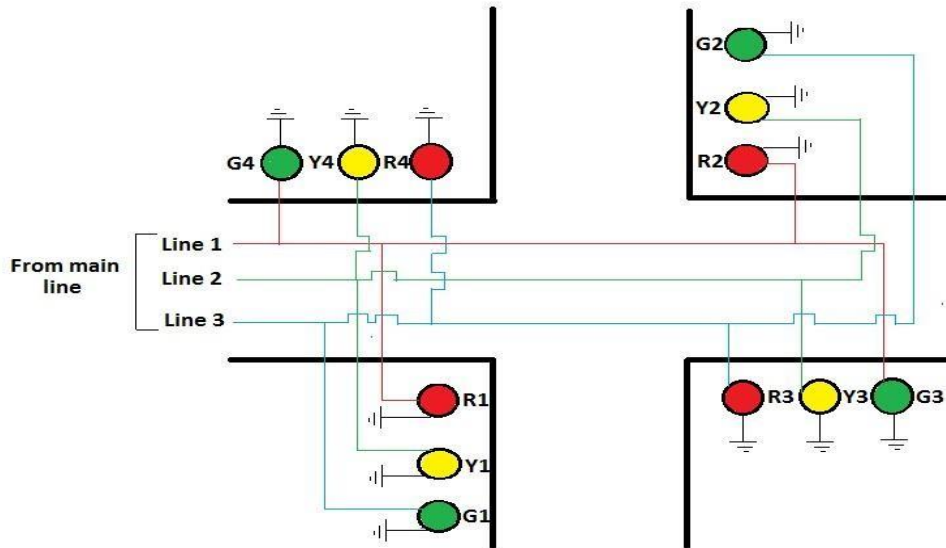 G2
Y2
R2
G4
Y4
R4
From main
line
Line 1
Line 2
Line 3
R1
Y1
G1
R3
Y3
G3